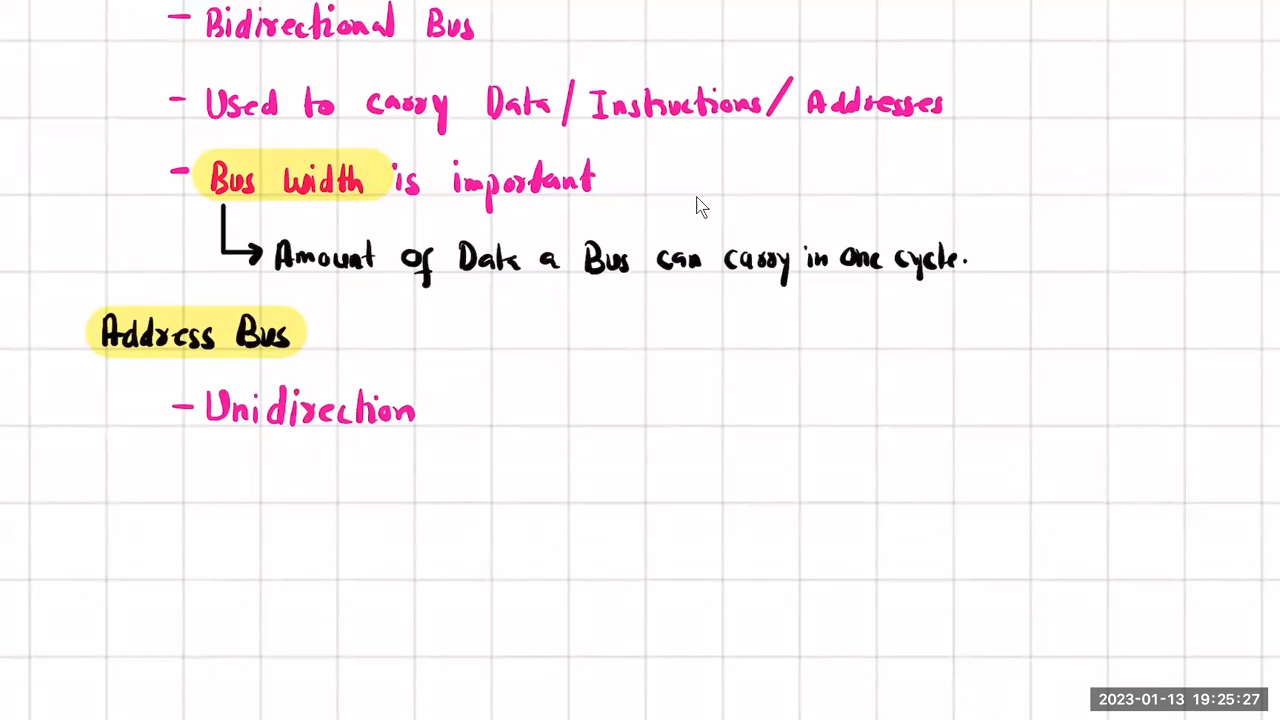 - Bidirectional Bus
- Used to carry Data / Instructions / Addresses
- Bus width is important
Amount of Data a Bus can carry in one cycle.
Address Bus
- Unidirection
2023-01-13 19:25:27